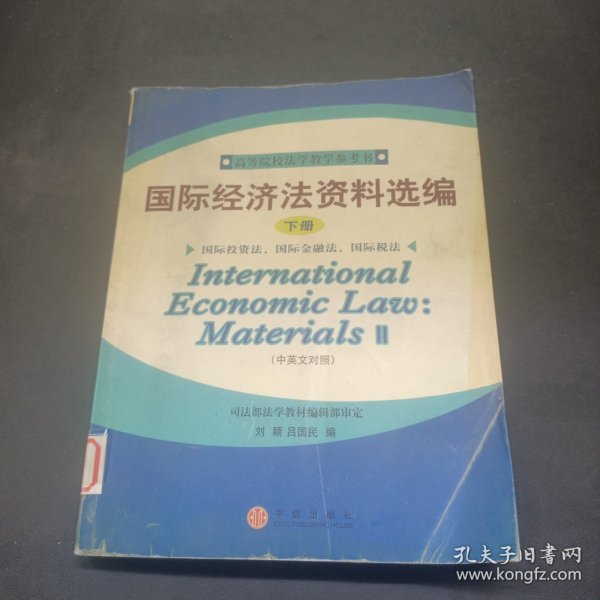 高等院校法学教学参考书
国际经济法资料选编
下册
国际投资法、国际金融法、国际税法
International
Economic Law:
Materials II
(中英文对照)
司法部法学教材编辑部审定
刘颖 吕国民 编
中信出版社
CITIC PUBLISHING HOUSE
孔夫子旧书网
www.kongfz.com